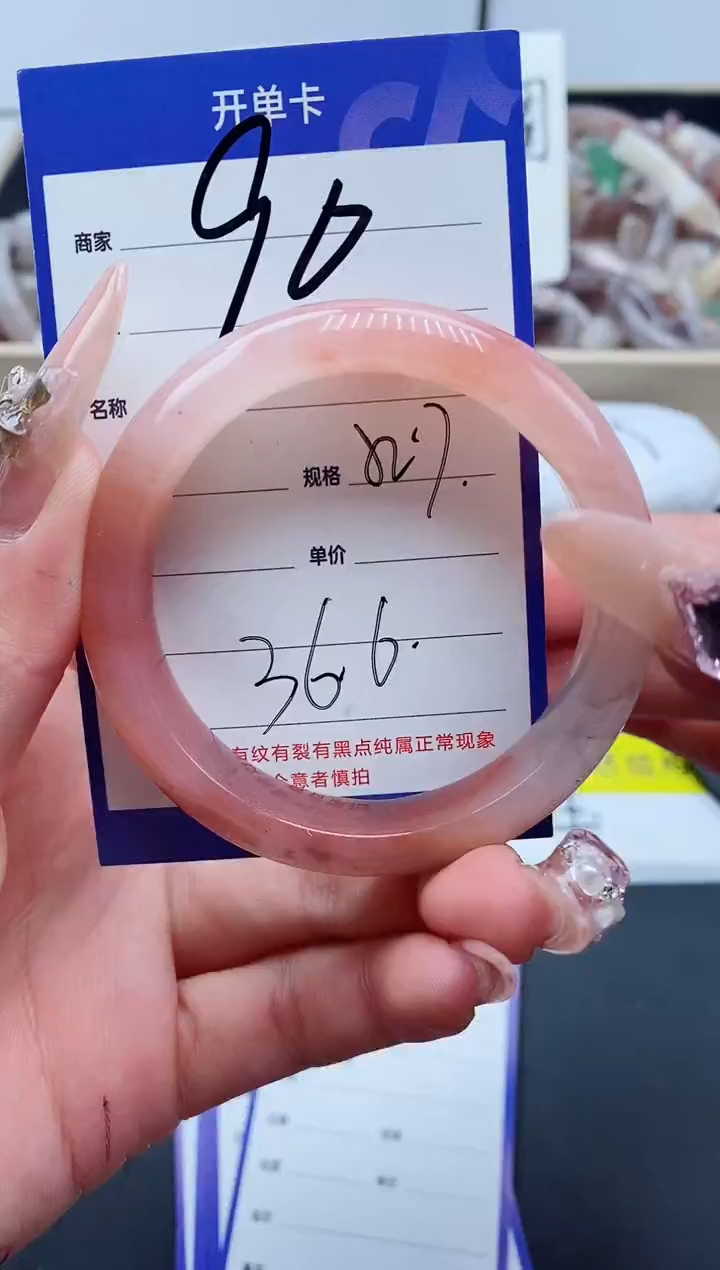 开单卡
90
商家
名称
规格
单价
366.
有纹有裂有黑点纯属正常现象
介意者慎拍